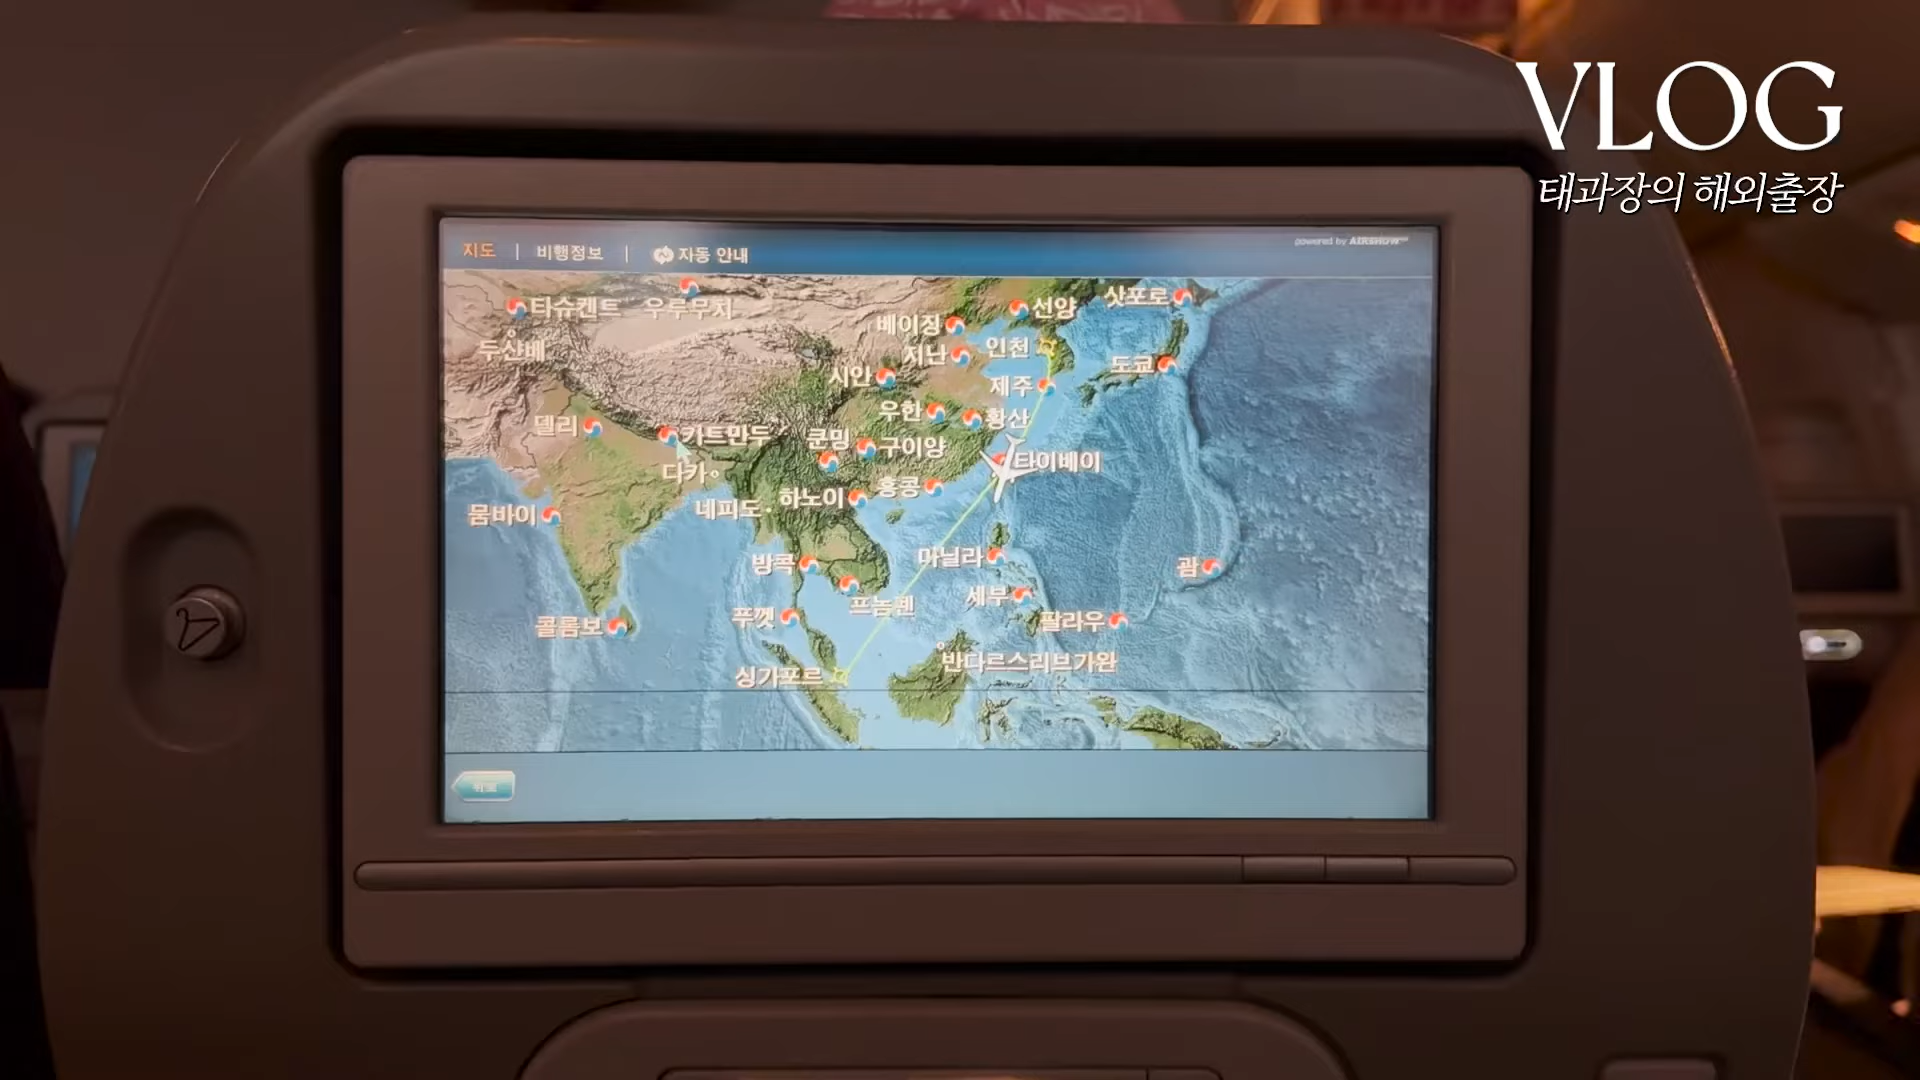 VLOG
태과장의 해외출장
지도 | 비행정보 | 자동 안내
powered by AIRSHOW
타슈켄트
우루무치
두샨베
베이징
선양
삿포로
지난
인천
도쿄
시안
제주
우한
황산
델리
카트만두
쿤밍
구이양
타이베이
다카
홍콩
하노이
네피도
뭄바이
방콕
마닐라
괌
프놈펜
세부
푸껫
팔라우
콜롬보
싱가포르
반다르스리브가완